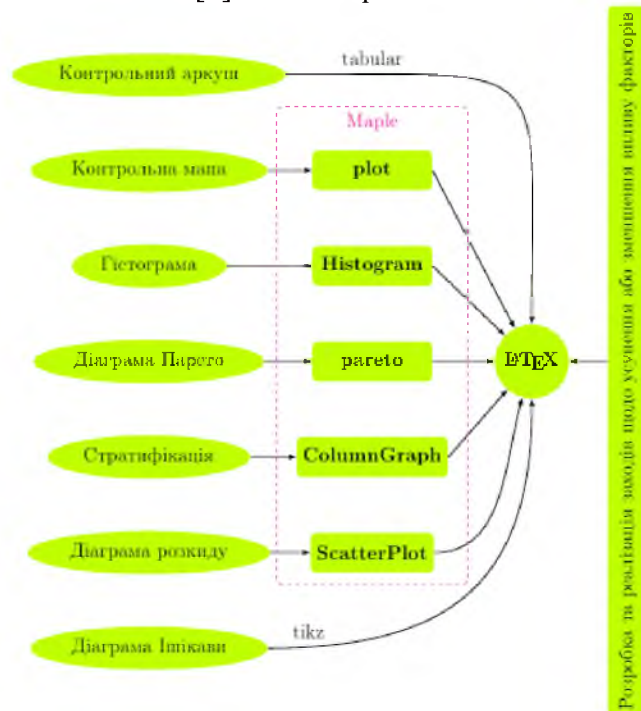 Контрольний аркуш
tabular
Maple
Контрольна мапа
plot
Гістограма
Histogram
Діаграма Парето
pareto
LATEX
Стратифікація
ColumnGraph
Діаграма розкиду
ScatterPlot
Діаграма Ішікави
tikz
Розробка та реалізація заходів щодо усунення або зменшення впливу факторів